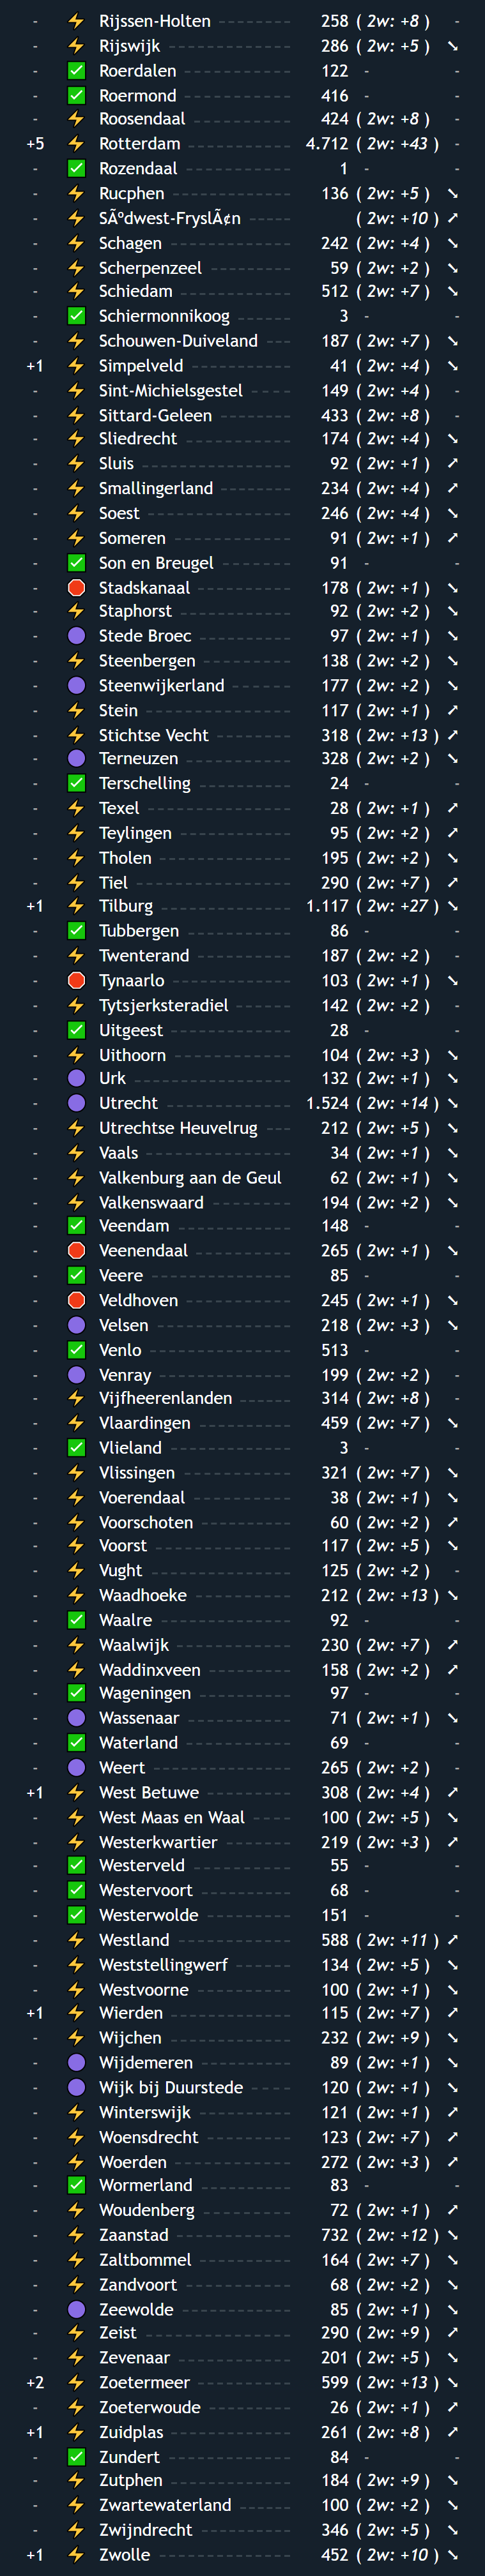 - ⚡ Rijssen-Holten 258 ( 2w: +8 ) -
- ⚡ Rijswijk 286 ( 2w: +5 ) ➘
- ✅ Roerdalen 122 - -
- ✅ Roermond 416 - -
- ⚡ Roosendaal 424 ( 2w: +8 ) -
+5 ⚡ Rotterdam 4.712 ( 2w: +43 ) -
- ✅ Rozendaal 1 - -
- ⚡ Rucphen 136 ( 2w: +5 ) ➘
- ⚡ SÃºdwest-FryslÃ¢n ( 2w: +10 ) ➚
- ⚡ Schagen 242 ( 2w: +4 ) ➘
- ⚡ Scherpenzeel 59 ( 2w: +2 ) ➘
- ⚡ Schiedam 512 ( 2w: +7 ) ➘
- ✅ Schiermonnikoog 3 - -
- ⚡ Schouwen-Duiveland 187 ( 2w: +7 ) ➘
+1 ⚡ Simpelveld 41 ( 2w: +4 ) ➘
- ⚡ Sint-Michielsgestel 149 ( 2w: +4 ) -
- ⚡ Sittard-Geleen 433 ( 2w: +8 ) -
- ⚡ Sliedrecht 174 ( 2w: +4 ) ➘
- ⚡ Sluis 92 ( 2w: +1 ) ➚
- ⚡ Smallingerland 234 ( 2w: +4 ) ➚
- ⚡ Soest 246 ( 2w: +4 ) ➘
- ⚡ Someren 91 ( 2w: +1 ) ➚
- ✅ Son en Breugel 91 - -
- 🛑 Stadskanaal 178 ( 2w: +1 ) ➘
- ⚡ Staphorst 92 ( 2w: +2 ) ➘
- 🟣 Stede Broec 97 ( 2w: +1 ) ➘
- ⚡ Steenbergen 138 ( 2w: +2 ) ➘
- 🟣 Steenwijkerland 177 ( 2w: +2 ) ➘
- ⚡ Stein 117 ( 2w: +1 ) ➚
- ⚡ Stichtse Vecht 318 ( 2w: +13 ) ➚
- 🟣 Terneuzen 328 ( 2w: +2 ) ➘
- ✅ Terschelling 24 - -
- ⚡ Texel 28 ( 2w: +1 ) ➚
- ⚡ Teylingen 95 ( 2w: +2 ) ➚
- ⚡ Tholen 195 ( 2w: +2 ) ➘
- ⚡ Tiel 290 ( 2w: +7 ) ➚
+1 ⚡ Tilburg 1.117 ( 2w: +27 ) ➘
- ✅ Tubbergen 86 - -
- ⚡ Twenterand 187 ( 2w: +2 ) -
- 🛑 Tynaarlo 103 ( 2w: +1 ) ➘
- ⚡ Tytsjerksteradiel 142 ( 2w: +2 ) -
- ✅ Uitgeest 28 - -
- ⚡ Uithoorn 104 ( 2w: +3 ) ➘
- 🟣 Urk 132 ( 2w: +1 ) ➘
- 🟣 Utrecht 1.524 ( 2w: +14 ) ➘
- ⚡ Utrechtse Heuvelrug 212 ( 2w: +5 ) ➘
- ⚡ Vaals 34 ( 2w: +1 ) ➘
- ⚡ Valkenburg aan de Geul 62 ( 2w: +1 ) ➘
- ⚡ Valkenswaard 194 ( 2w: +2 ) ➘
- ✅ Veendam 148 - -
- 🛑 Veenendaal 265 ( 2w: +1 ) ➘
- ✅ Veere 85 - -
- 🛑 Veldhoven 245 ( 2w: +1 ) ➘
- 🟣 Velsen 218 ( 2w: +3 ) ➘
- ✅ Venlo 513 - -
- 🟣 Venray 199 ( 2w: +2 ) -
- ⚡ Vijfheerenlanden 314 ( 2w: +8 ) -
- ⚡ Vlaardingen 459 ( 2w: +7 ) ➘
- ✅ Vlieland 3 - -
- ⚡ Vlissingen 321 ( 2w: +7 ) ➘
- ⚡ Voerendaal 38 ( 2w: +1 ) ➘
- ⚡ Voorschoten 60 ( 2w: +2 ) ➚
- ⚡ Voorst 117 ( 2w: +5 ) ➘
- ⚡ Vught 125 ( 2w: +2 ) -
- ⚡ Waadhoeke 212 ( 2w: +13 ) ➘
- ✅ Waalre 92 - -
- ⚡ Waalwijk 230 ( 2w: +7 ) ➚
- ⚡ Waddinxveen 158 ( 2w: +2 ) ➚
- ✅ Wageningen 97 - -
- 🟣 Wassenaar 71 ( 2w: +1 ) ➘
- ✅ Waterland 69 - -
- 🟣 Weert 265 ( 2w: +2 ) -
+1 ⚡ West Betuwe 308 ( 2w: +4 ) ➚
- ⚡ West Maas en Waal 100 ( 2w: +5 ) ➘
- ⚡ Westerkwartier 219 ( 2w: +3 ) ➚
- ✅ Westerveld 55 - -
- ✅ Westervoort 68 - -
- ✅ Westerwolde 151 - -
- ⚡ Westland 588 ( 2w: +11 ) ➚
- ⚡ Weststellingwerf 134 ( 2w: +5 ) ➘
- ⚡ Westvoorne 100 ( 2w: +1 ) ➘
+1 ⚡ Wierden 115 ( 2w: +7 ) ➚
- ⚡ Wijchen 232 ( 2w: +9 ) ➘
- 🟣 Wijdemeren 89 ( 2w: +1 ) ➘
- 🟣 Wijk bij Duurstede 120 ( 2w: +1 ) ➘
- ⚡ Winterswijk 121 ( 2w: +1 ) ➚
- ⚡ Woensdrecht 123 ( 2w: +7 ) ➚
- ⚡ Woerden 272 ( 2w: +3 ) ➚
- ✅ Wormerland 83 - -
- ⚡ Woudenberg 72 ( 2w: +1 ) ➚
- ⚡ Zaanstad 732 ( 2w: +12 ) ➘
- ⚡ Zaltbommel 164 ( 2w: +7 ) ➘
- ⚡ Zandvoort 68 ( 2w: +2 ) ➘
- 🟣 Zeewolde 85 ( 2w: +1 ) ➘
- ⚡ Zeist 290 ( 2w: +9 ) ➚
- ⚡ Zevenaar 201 ( 2w: +5 ) ➘
+2 ⚡ Zoetermeer 599 ( 2w: +13 ) ➘
- ⚡ Zoeterwoude 26 ( 2w: +1 ) ➚
+1 ⚡ Zuidplas 261 ( 2w: +8 ) ➚
- ✅ Zundert 84 - -
- ⚡ Zutphen 184 ( 2w: +9 ) ➘
- ⚡ Zwartewaterland 100 ( 2w: +2 ) ➘
- ⚡ Zwijndrecht 346 ( 2w: +5 ) ➘
+1 ⚡ Zwolle 452 ( 2w: +10 ) ➘